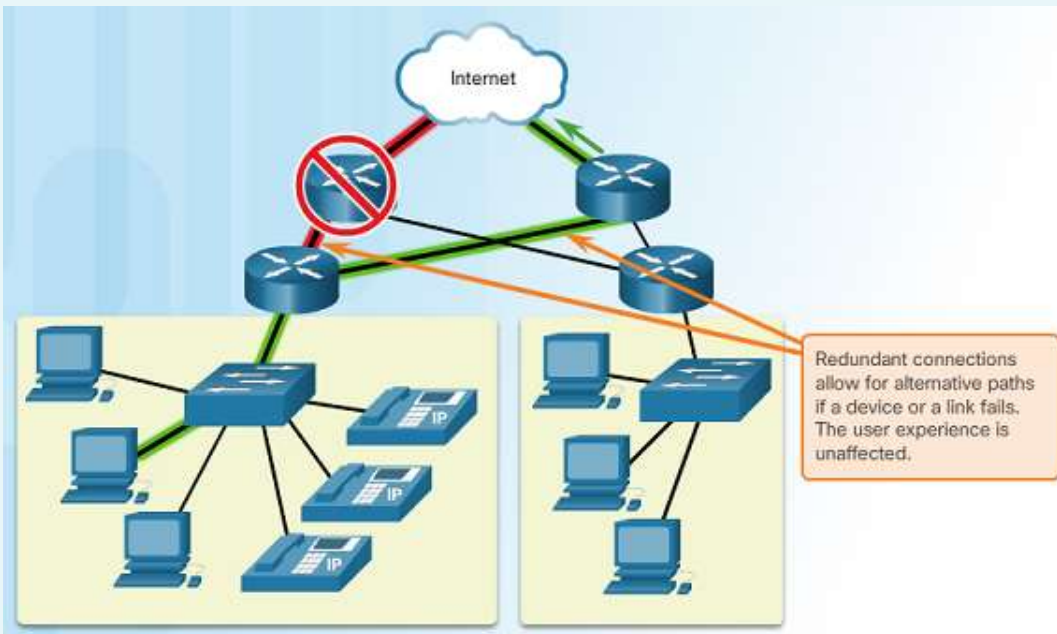 Internet
Redundant connections
allow for alternative paths
if a device or a link fails.
The user experience is
unaffected.
IP
IP
IP